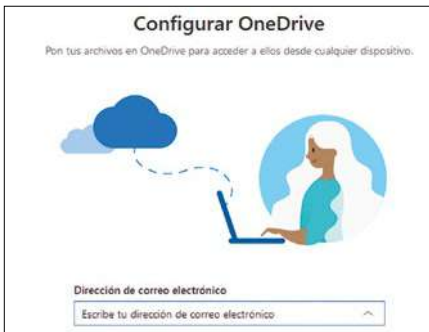 Configurar OneDrive
Pon tus archivos en OneDrive para acceder a ellos desde cualquier dispositivo.
Dirección de correo electrónico
Escribe tu dirección de correo electrónico